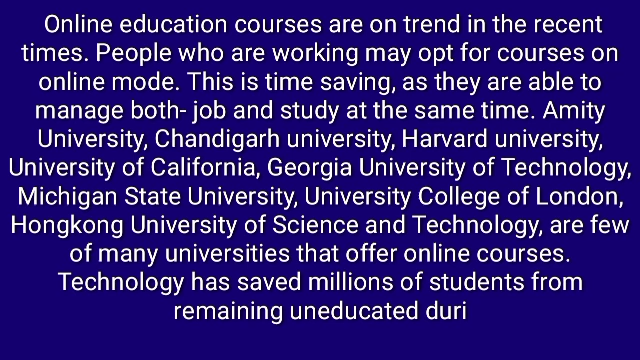 Online education courses are on trend in the recent
times. People who are working may opt for courses on
online mode. This is time saving, as they are able to
manage both- job and study at the same time. Amity
University, Chandigarh university, Harvard university,
University of California, Georgia University of Technology,
Michigan State University, University College of London,
Hongkong University of Science and Technology, are few
of many universities that offer online courses.
Technology has saved millions of students from
remaining uneducated duri